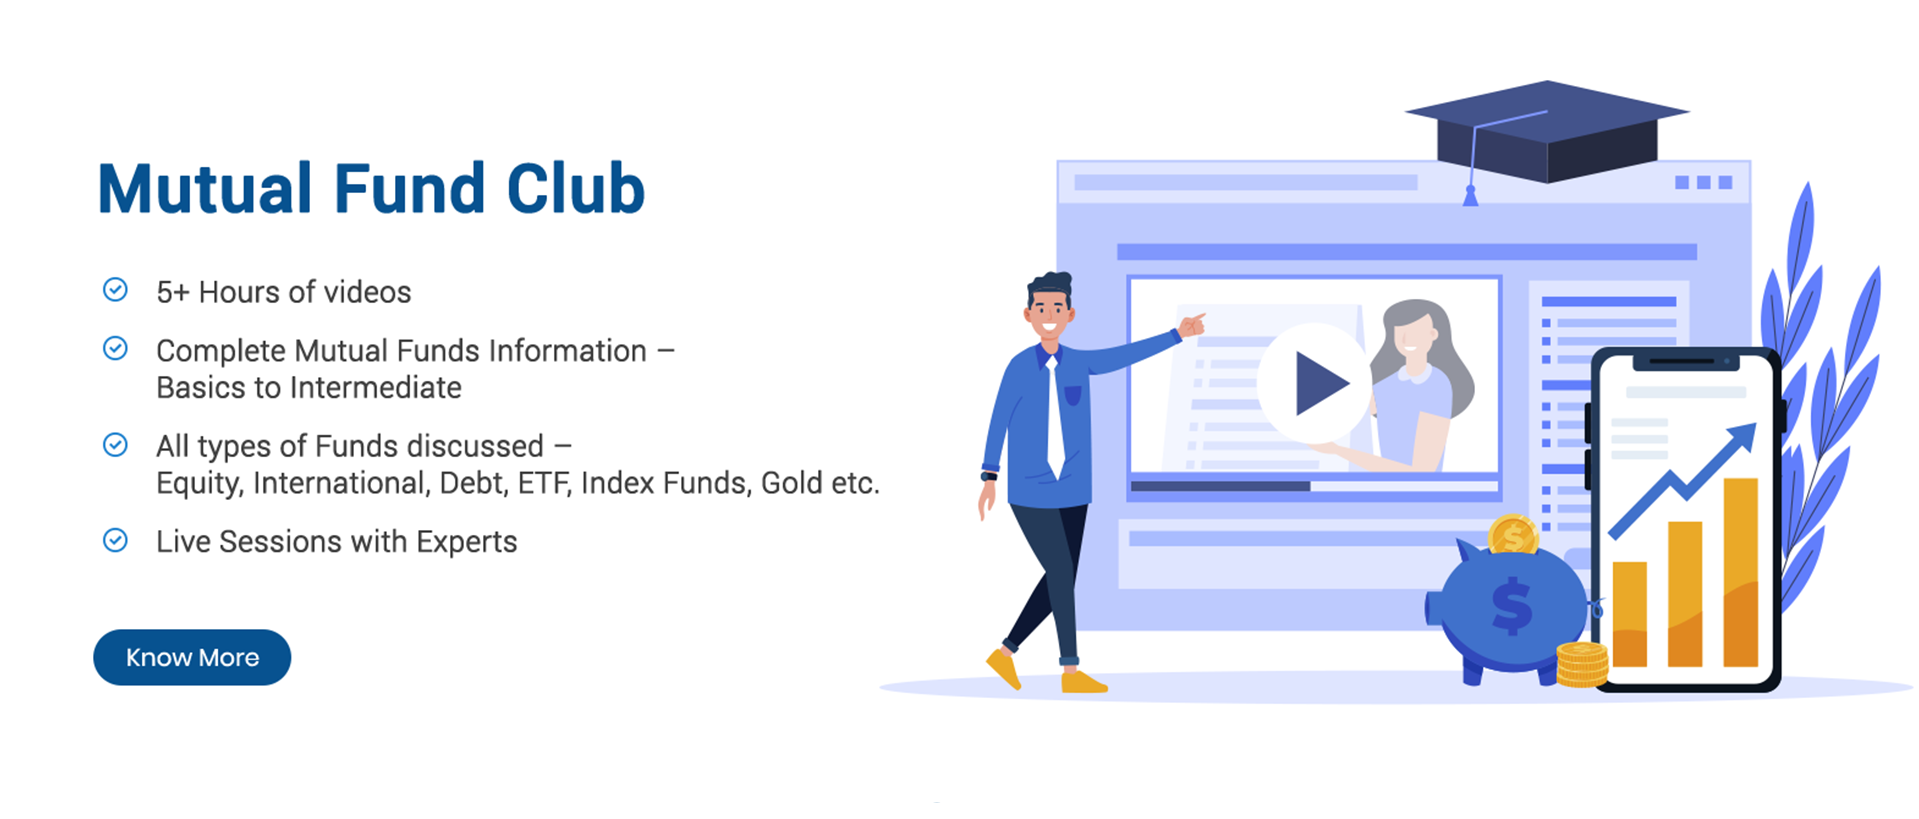 Mutual Fund Club
5+ Hours of videos
Complete Mutual Funds Information –
Basics to Intermediate
All types of Funds discussed –
Equity, International, Debt, ETF, Index Funds, Gold etc.
Live Sessions with Experts
Know More
$
$